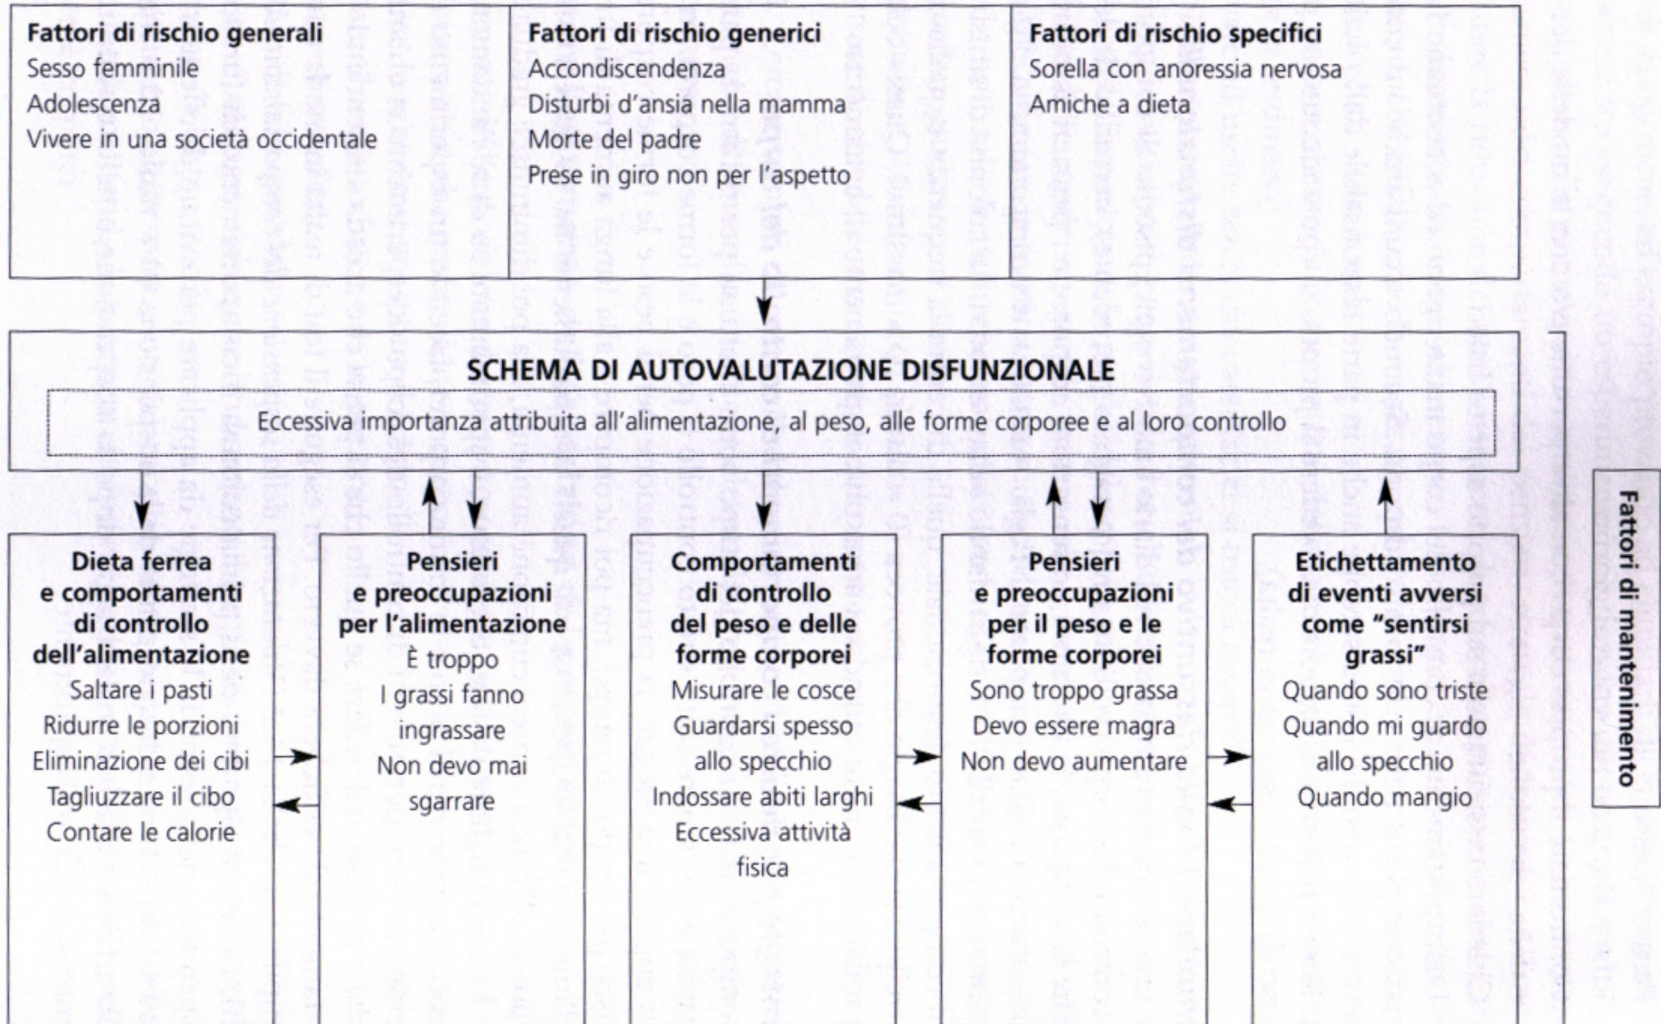 Fattori di rischio generali
Sesso femminile
Adolescenza
Vivere in una società occidentale
Fattori di rischio generici
Accondiscendenza
Disturbi d'ansia nella mamma
Morte del padre
Prese in giro non per l'aspetto
Fattori di rischio specifici
Sorella con anoressia nervosa
Amiche a dieta
SCHEMA DI AUTOVALUTAZIONE DISFUNZIONALE
Eccessiva importanza attribuita all'alimentazione, al peso, alle forme corporee e al loro controllo
Dieta ferrea
e comportamenti
di controllo
dell'alimentazione
Saltare i pasti
Ridurre le porzioni
Eliminazione dei cibi
Tagliuzzare il cibo
Contare le calorie
Pensieri
e preoccupazioni
per l'alimentazione
È troppo
I grassi fanno
ingrassare
Non devo mai
sgarrare
Comportamenti
di controllo
del peso e delle
forme corporei
Misurare le cosce
Guardarsi spesso
allo specchio
Indossare abiti larghi
Eccessiva attività
fisica
Pensieri
e preoccupazioni
per il peso e le
forme corporei
Sono troppo grassa
Devo essere magra
Non devo aumentare
Etichettamento
di eventi avversi
come "sentirsi
grassi"
Quando sono triste
Quando mi guardo
allo specchio
Quando mangio
Fattori di mantenimento